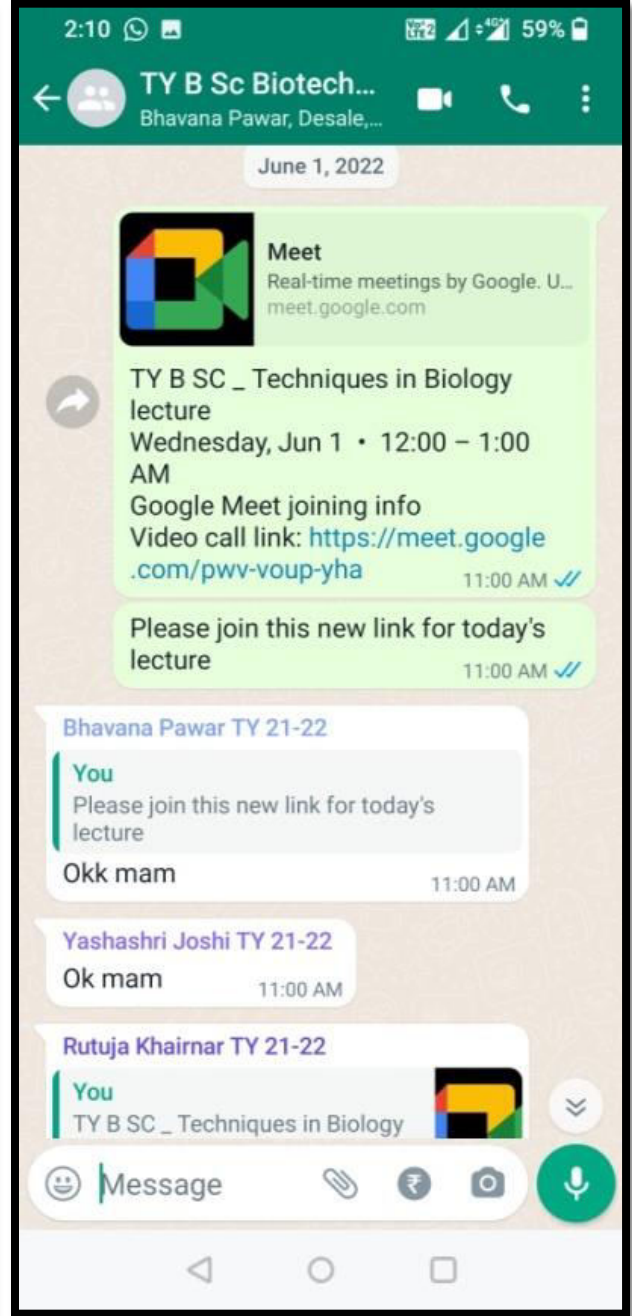 2:10 59%
TY B Sc Biotech...
Bhavana Pawar, Desale,...
June 1, 2022
Meet
Real-time meetings by Google. U...
meet.google.com
TY B SC _ Techniques in Biology
lecture
Wednesday, Jun 1 • 12:00 – 1:00
AM
Google Meet joining info
Video call link: https://meet.google
.com/pwv-voup-yha 11:00 AM
Please join this new link for today's
lecture 11:00 AM
Bhavana Pawar TY 21-22
You
Please join this new link for today's
lecture
Okk mam 11:00 AM
Yashashri Joshi TY 21-22
Ok mam 11:00 AM
Rutuja Khairnar TY 21-22
You
TY B SC _ Techniques in Biology
Message